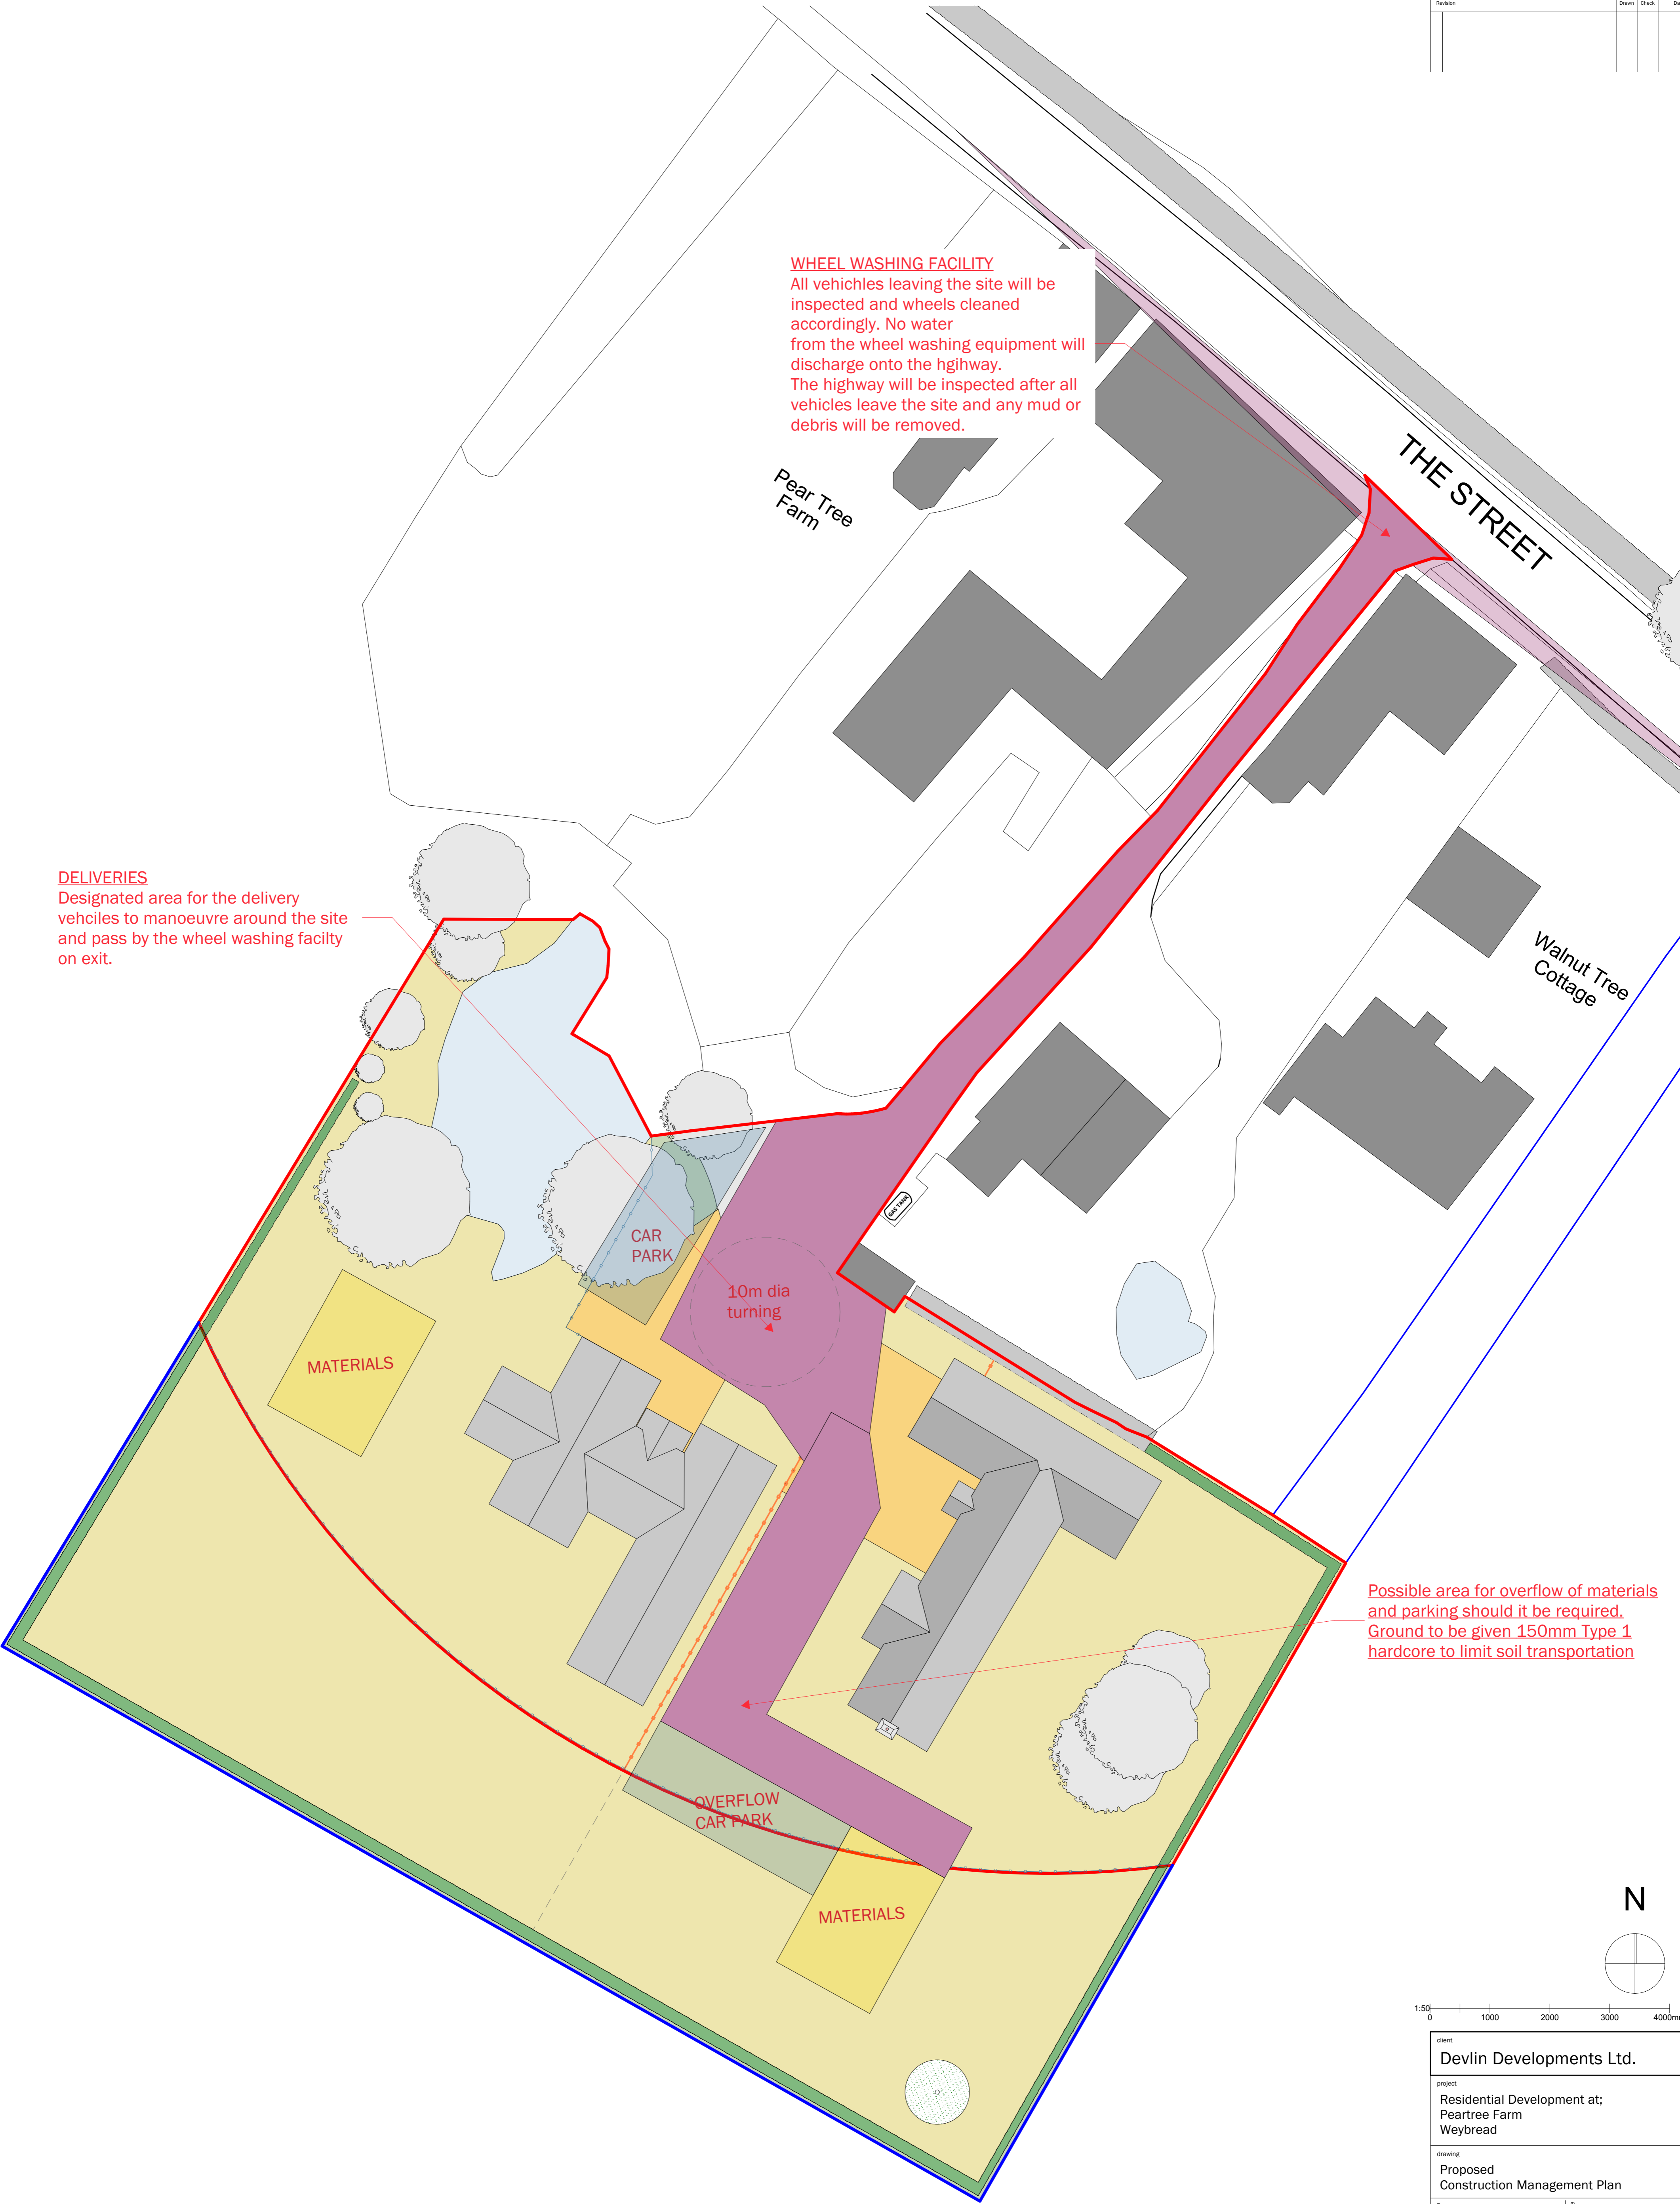 Revision
Drawn
Check
WHEEL WASHING FACILITY
All vehichles leaving the site will be
inspected and wheels cleaned
accordingly. No water
from the wheel washing equipment will
discharge onto the hgihway.
The highway will be inspected after all
vehicles leave the site and any mud or
debris will be removed.
THE STREET
Pear Tree
Farm
DELIVERIES
Designated area for the delivery
vehciles to manoeuvre around the site
and pass by the wheel washing facilty
on exit.
Walnut Tree
Cottage
GAS TANK
CAR
PARK
10m dia
turning
MATERIALS
Possible area for overflow of materials
and parking should it be required.
Ground to be given 150mm Type 1
hardcore to limit soil transportation
OVERFLOW
CAR PARK
MATERIALS
N
1:50
0
1000
2000
3000
4000m
client
Devlin Developments Ltd.
project
Residential Development at;
Peartree Farm
Weybread
drawing
Proposed
Construction Management Plan